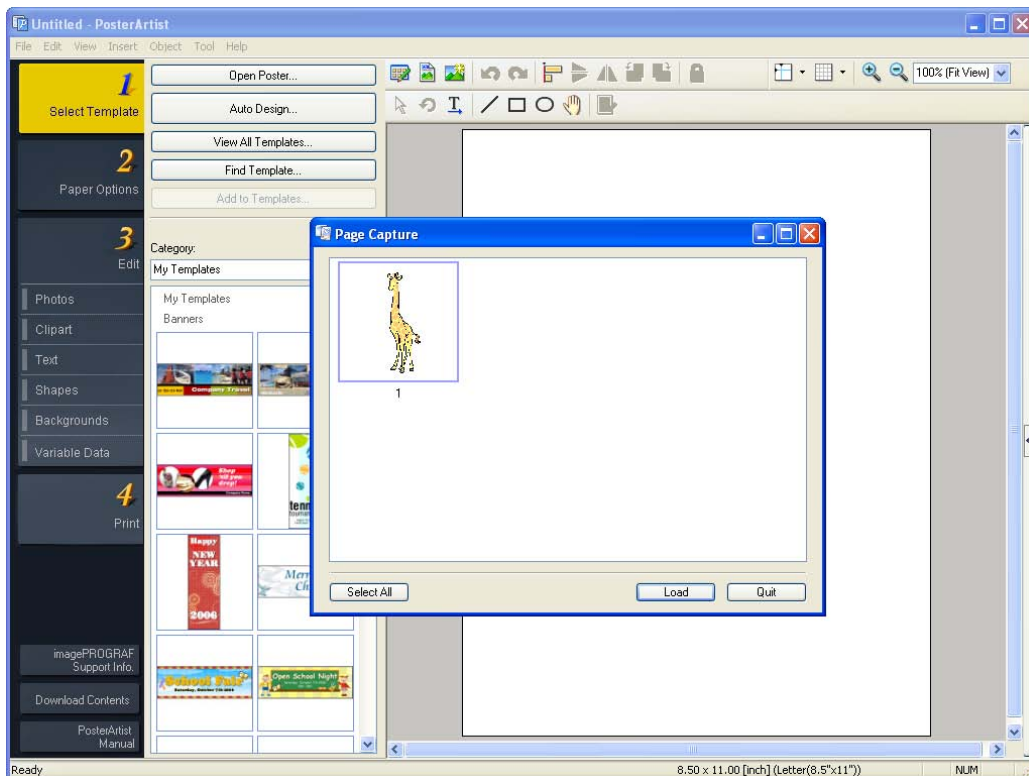 Untitled - PosterArtist
File Edit View Insert Object Tool Help
1
Select Template
2
Paper Options
3
Edit
Photos
Clipart
Text
Shapes
Backgrounds
Variable Data
4
Print
imagePROGRAF
Support Info.
Download Contents
PosterArtist
Manual
Open Poster...
Auto Design...
View All Templates...
Find Template...
Add to Templates...
Category:
My Templates
My Templates
Banners
Company Travel
Shop
'till you
drop!
Happy
NEW
YEAR
2006
School Fair
Open School Night
100% (Fit View)
T
Page Capture
1
Select All
Load
Quit
Ready
8.50 x 11.00 [inch] (Letter(8.5"x11"))
NUM